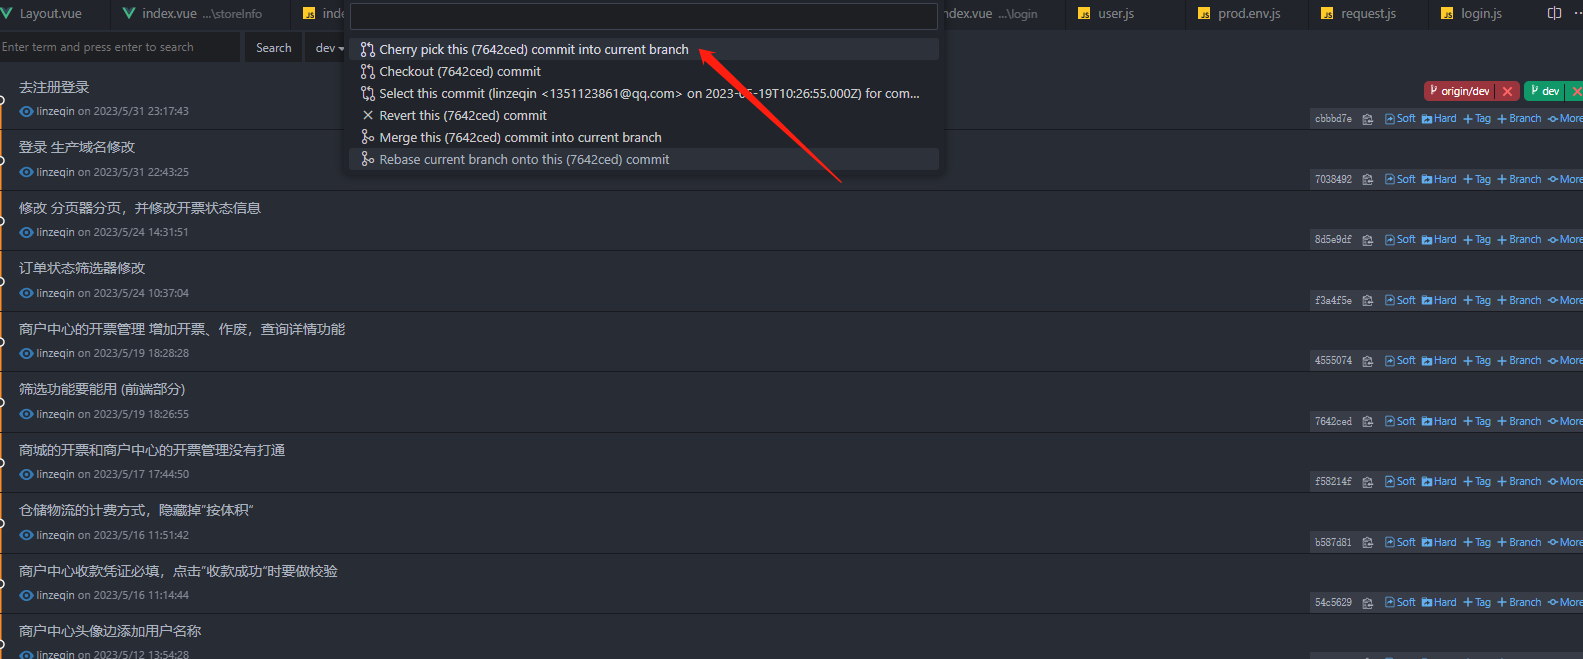 Layout.vue
index.vue ...\storeInfo
JS
index.vue ...\login
JS user.js
JS prod.env.js
JS request.js
JS login.js
Enter term and press enter to search
Search
dev
Cherry pick this (7642ced) commit into current branch
Checkout (7642ced) commit
Select this commit (linzeqin <1351123861@qq.com> on 2023-05-19T10:26:55.000Z) for com...
Revert this (7642ced) commit
Merge this (7642ced) commit into current branch
Rebase current branch onto this (7642ced) commit
去注册登录
origin/dev
dev
linzeqin on 2023/5/31 23:17:43
cbbbd7e Soft Hard + Tag + Branch More
登录 生产域名修改
linzeqin on 2023/5/31 22:43:25
7038492 Soft Hard + Tag + Branch More
修改 分页器分页，并修改开票状态信息
linzeqin on 2023/5/24 14:31:51
8d5e9df Soft Hard + Tag + Branch More
订单状态筛选器修改
linzeqin on 2023/5/24 10:37:04
f3a4f5e Soft Hard + Tag + Branch More
商户中心的开票管理 增加开票、作废，查询详情功能
linzeqin on 2023/5/19 18:28:28
4555074 Soft Hard + Tag + Branch More
筛选功能要能用 (前端部分)
linzeqin on 2023/5/19 18:26:55
7642ced Soft Hard + Tag + Branch More
商城的开票和商户中心的开票管理没有打通
linzeqin on 2023/5/17 17:44:50
f58214f Soft Hard + Tag + Branch More
仓储物流的计费方式，隐藏掉“按体积”
linzeqin on 2023/5/16 11:51:42
b587d81 Soft Hard + Tag + Branch More
商户中心收款凭证必填，点击“收款成功”时要做校验
linzeqin on 2023/5/16 11:14:44
54c5629 Soft Hard + Tag + Branch More
商户中心头像边添加用户名称
linzeqin on 2023/5/12 13:54:28